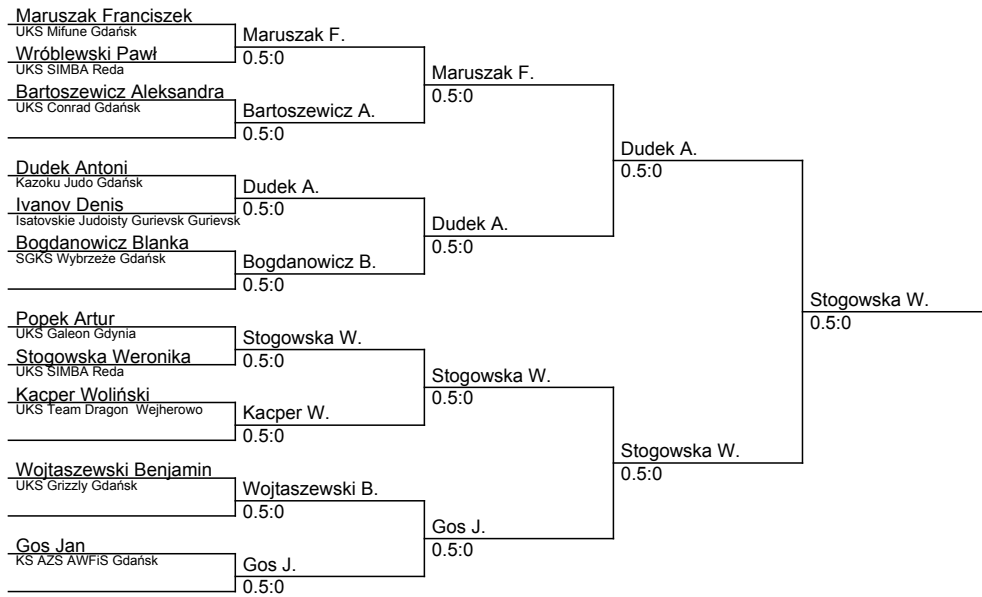 Maruszak Franciszek
UKS Mifune Gdańsk
Wróblewski Pawł
UKS SIMBA Reda
Bartoszewicz Aleksandra
UKS Conrad Gdańsk
Dudek Antoni
Kazoku Judo Gdańsk
Ivanov Denis
Isatovskie Judoisty Gurievsk Gurievsk
Bogdanowicz Blanka
SGKS Wybrzeże Gdańsk
Popek Artur
UKS Galeon Gdynia
Stogowska Weronika
UKS SIMBA Reda
Kacper Woliński
UKS Team Dragon  Wejherowo
Wojtaszewski Benjamin
UKS Grizzly Gdańsk
Gos Jan
KS AZS AWFiS Gdańsk
Maruszak F.
0.5:0
Bartoszewicz A.
0.5:0
Dudek A.
0.5:0
Bogdanowicz B.
0.5:0
Stogowska W.
0.5:0
Kacper W.
0.5:0
Wojtaszewski B.
0.5:0
Gos J.
0.5:0
Maruszak F.
0.5:0
Dudek A.
0.5:0
Stogowska W.
0.5:0
Gos J.
0.5:0
Dudek A.
0.5:0
Stogowska W.
0.5:0
Stogowska W.
0.5:0